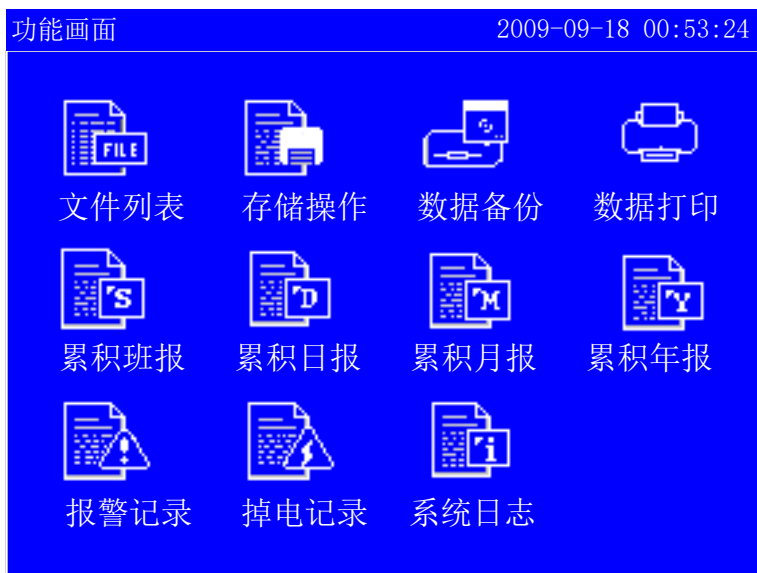 功能画面 2009-09-18 00:53:24
FILE
文件列表 存储操作 数据备份 数据打印
S D M Y
累积班报 累积日报 累积月报 累积年报
! i
报警记录 掉电记录 系统日志